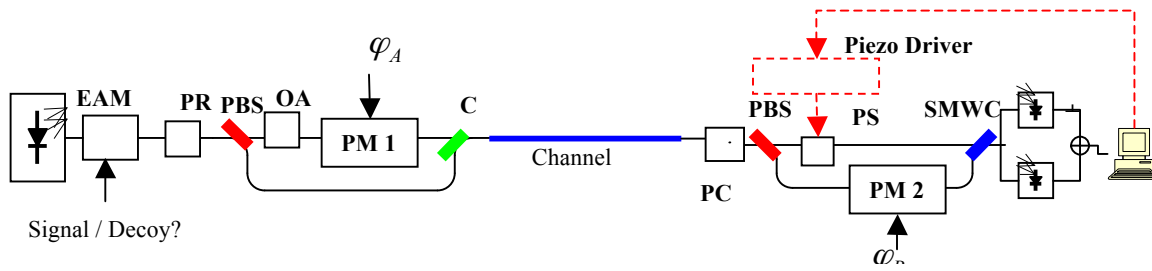 φA
Piezo Driver
EAM
PR
PBS
OA
C
PBS
PS
SMWC
PM 1
Channel
PC
PM 2
Signal / Decoy?